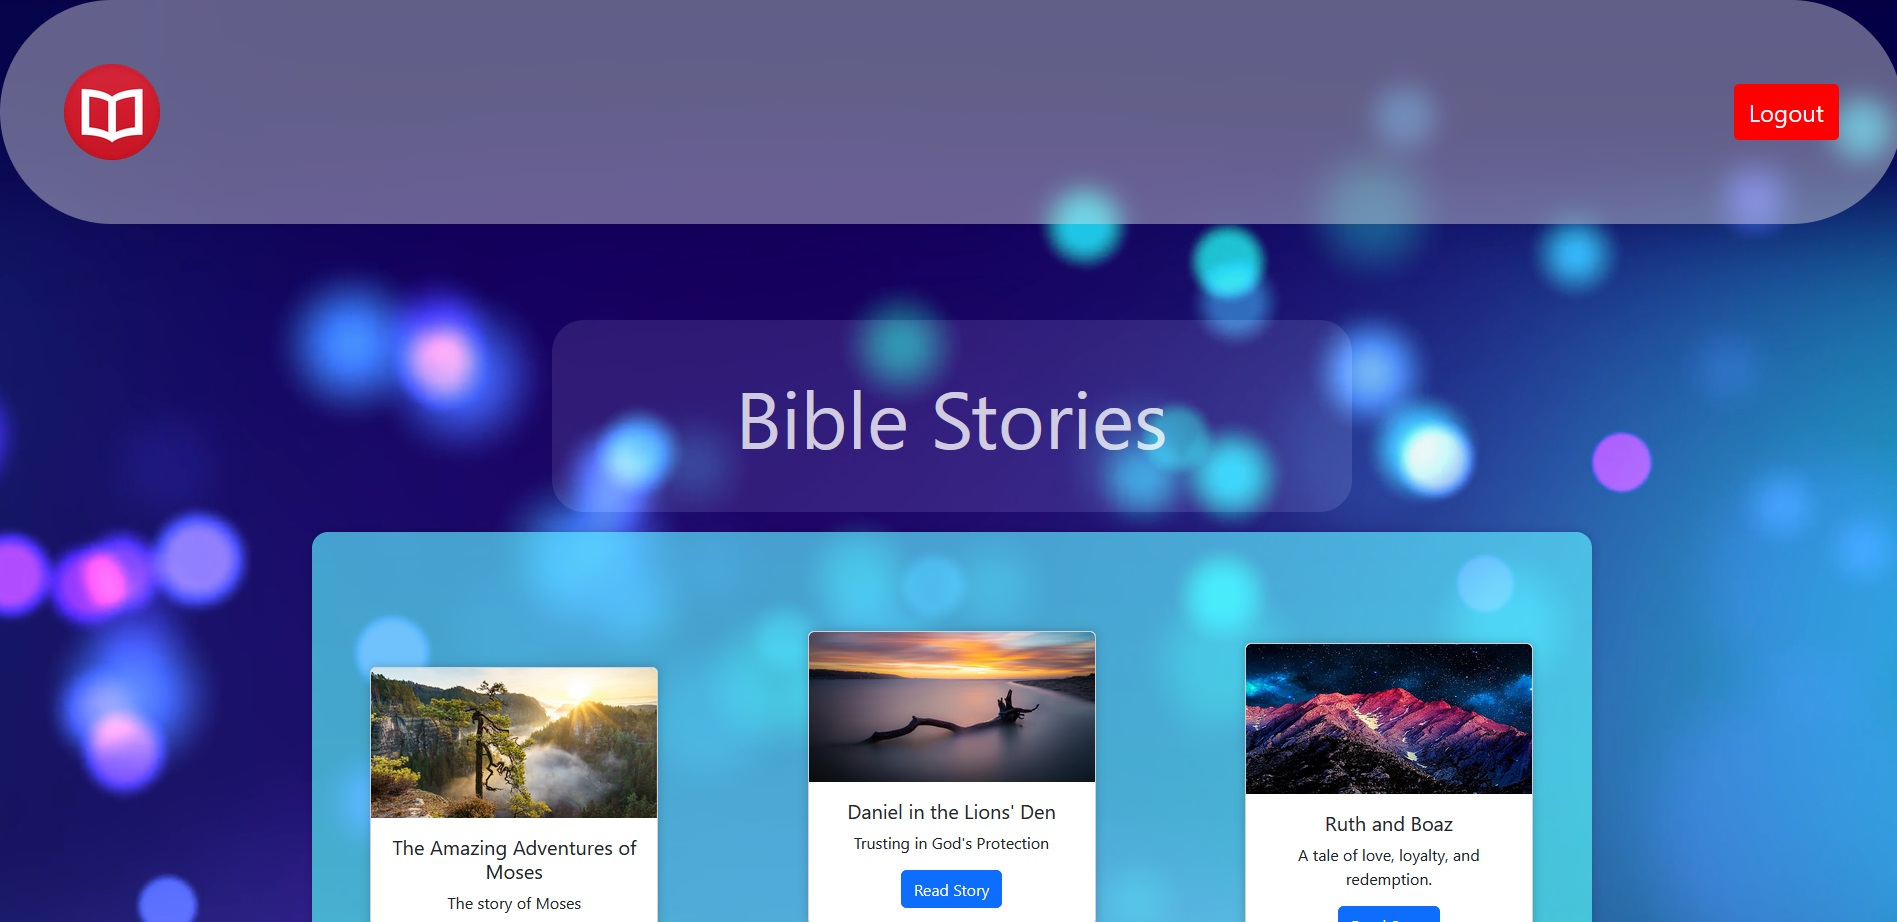 Logout
Bible Stories
The Amazing Adventures of
Moses
The story of Moses
Daniel in the Lions' Den
Trusting in God's Protection
Read Story
Ruth and Boaz
A tale of love, loyalty, and
redemption.